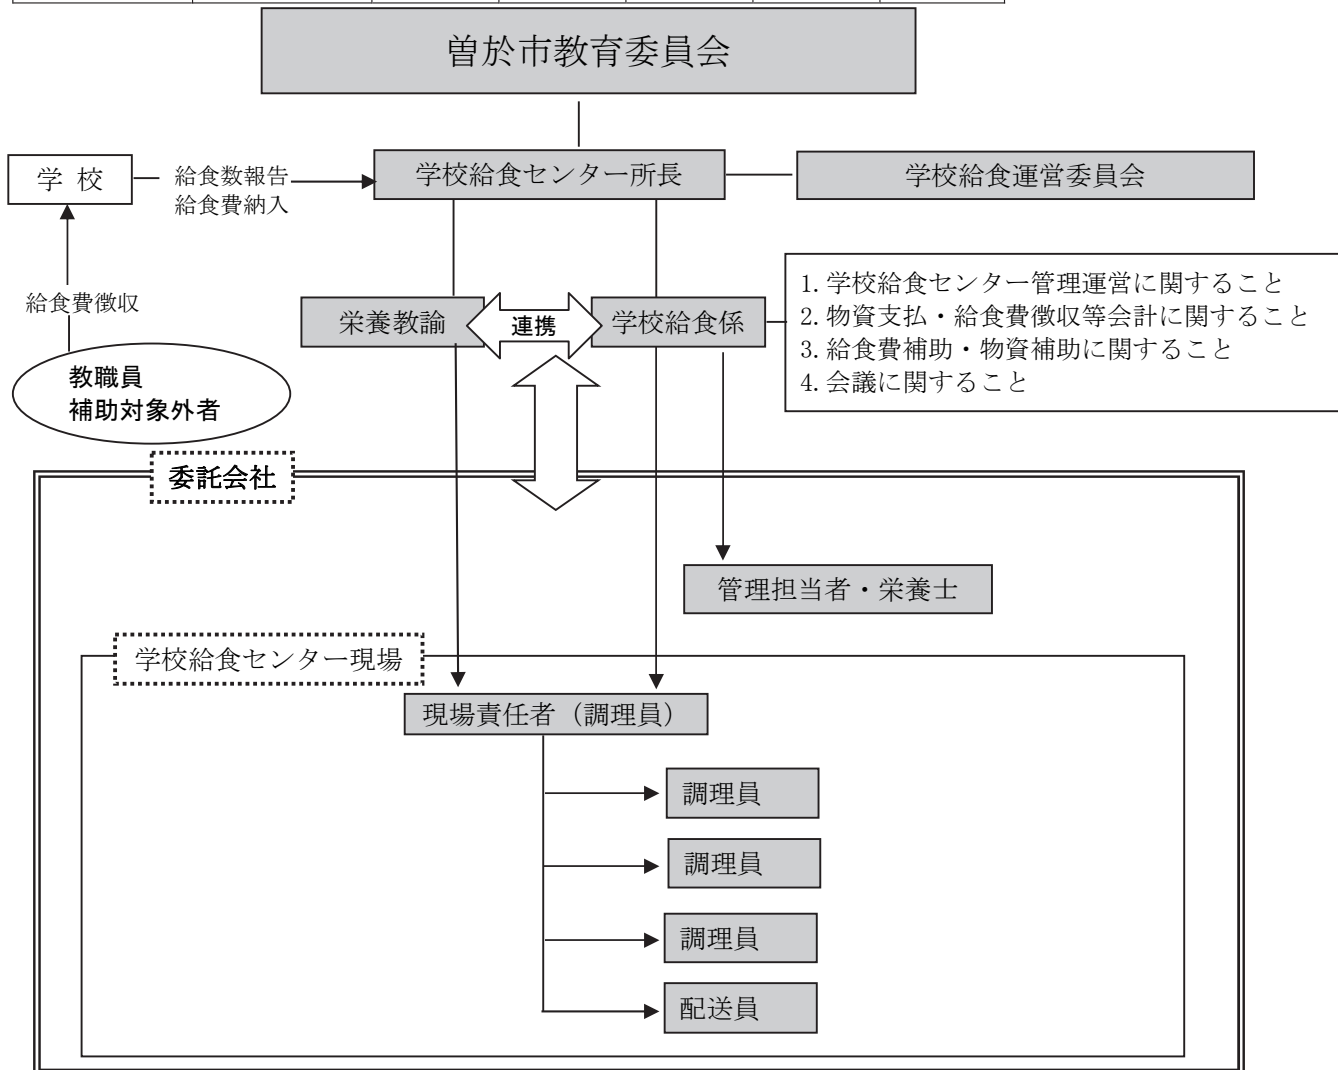 曽於市教育委員会
学 校
給食数報告
給食費納入
学校給食センター所長
学校給食運営委員会
給食費徴収
栄養教諭
連携
学校給食係
1. 学校給食センター管理運営に関すること
2. 物資支払・給食費徴収等会計に関すること
3. 給食費補助・物資補助に関すること
4. 会議に関すること
教職員
補助対象外者
委託会社
管理担当者・栄養士
学校給食センター現場
現場責任者（調理員）
調理員
調理員
調理員
配送員